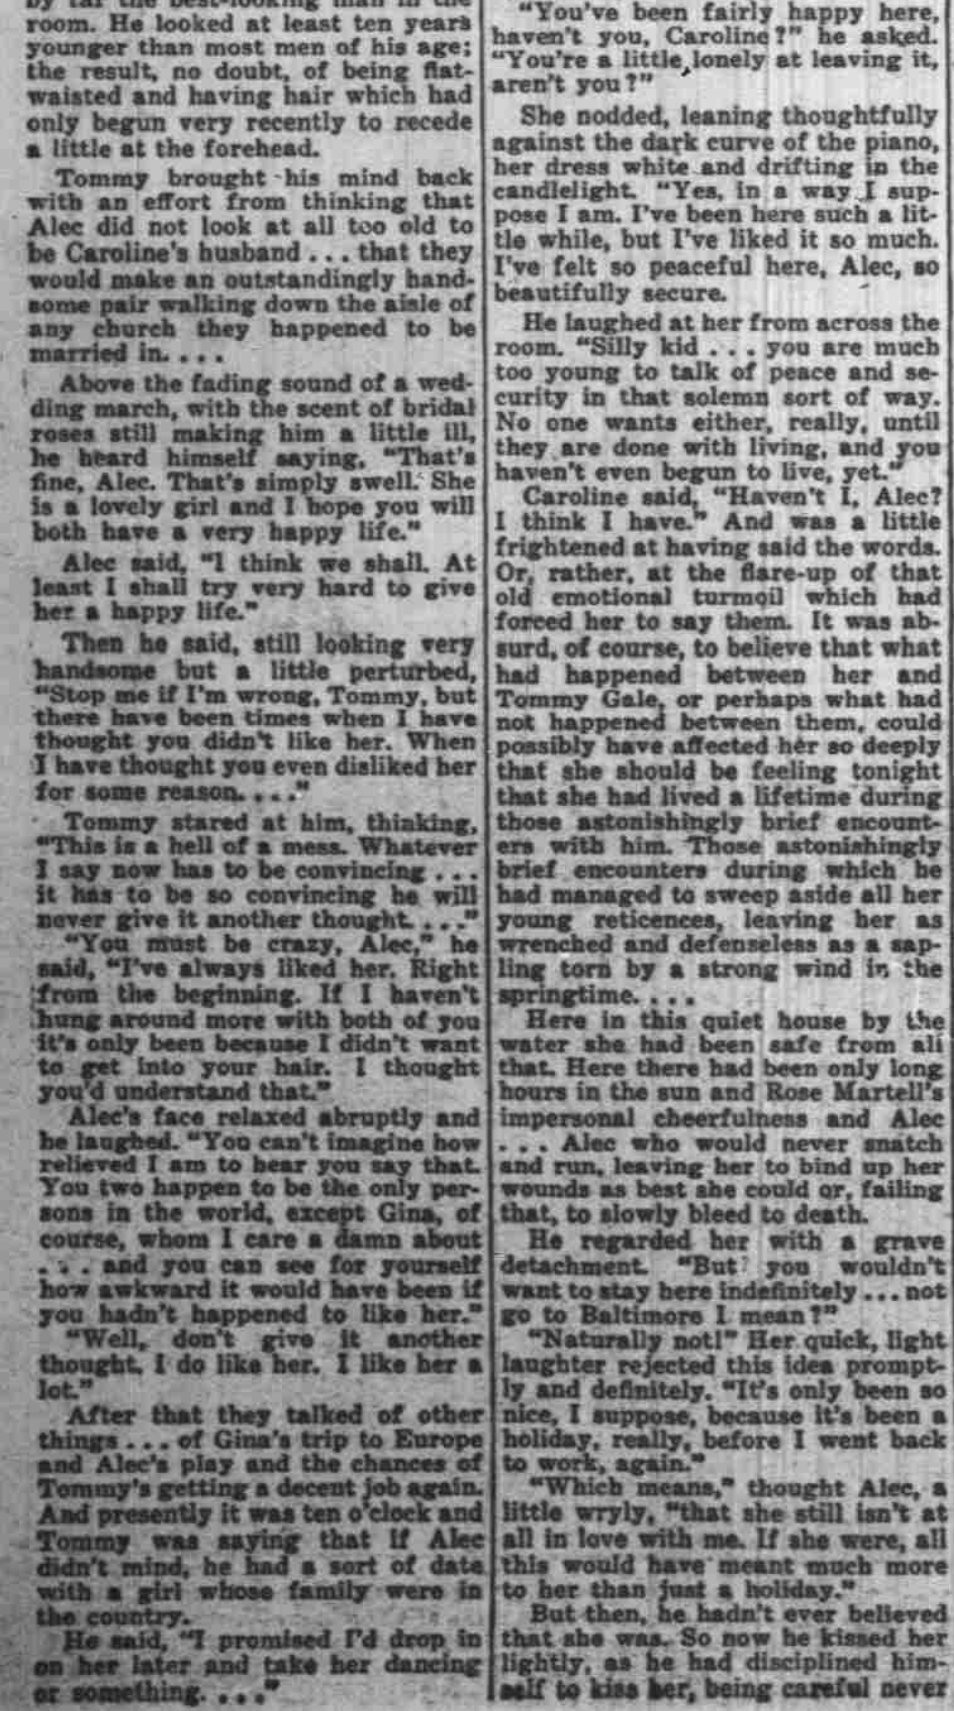 by far the best-looking man in the
room. He looked at least ten years
younger than most men of his age;
the result, no doubt, of being flat-
waisted and having hair which had
only begun very recently to recede
a little at the forehead.
Tommy brought his mind back
with an effort from thinking that
Alec did not look at all too old to
be Caroline's husband . . . that they
would make an outstandingly hand-
some pair walking down the aisle of
any church they happened to be
married in. . . .
Above the fading sound of a wed-
ding march, with the scent of bridal
roses still making him a little ill,
he heard himself saying, "That's
fine, Alec. That's simply swell. She
is a lovely girl and I hope you will
both have a very happy life."
Alec said, "I think we shall. At
least I shall try very hard to give
her a happy life."
Then he said, still looking very
handsome but a little perturbed,
"Stop me if I'm wrong, Tommy, but
there have been times when I have
thought you didn't like her. When
I have thought you even disliked her
for some reason. . . ."
Tommy stared at him, thinking,
"This is a hell of a mess. Whatever
I say now has to be convincing . . .
it has to be so convincing he will
never give it another thought. . . ."
"You must be crazy, Alec," he
said, "I've always liked her. Right
from the beginning. If I haven't
hung around more with both of you
it's only been because I didn't want
to get into your hair. I thought
you'd understand that."
Alec's face relaxed abruptly and
he laughed. "You can't imagine how
relieved I am to hear you say that.
You two happen to be the only per-
sons in the world, except Gina, of
course, whom I care a damn about
. . . and you can see for yourself
how awkward it would have been if
you hadn't happened to like her."
"Well, don't give it another
thought. I do like her. I like her a
lot."
After that they talked of other
things . . . of Gina's trip to Europe
and Alec's play and the chances of
Tommy's getting a decent job again.
And presently it was ten o'clock and
Tommy was saying that if Alec
didn't mind, he had a sort of date
with a girl whose family were in
the country.
He said, "I promised I'd drop in
on her later and take her dancing
or something. . . ."
"You've been fairly happy here,
haven't you, Caroline?" he asked.
"You're a little lonely at leaving it,
aren't you?"
She nodded, leaning thoughtfully
against the dark curve of the piano,
her dress white and drifting in the
candlelight. "Yes, in a way I sup-
pose I am. I've been here such a lit-
tle while, but I've liked it so much.
I've felt so peaceful here, Alec, so
beautifully secure.
He laughed at her from across the
room. "Silly kid . . . you are much
too young to talk of peace and se-
curity in that solemn sort of way.
No one wants either, really, until
they are done with living, and you
haven't even begun to live, yet."
Caroline said, "Haven't I, Alec?
I think I have." And was a little
frightened at having said the words.
Or, rather, at the flare-up of that
old emotional turmoil which had
forced her to say them. It was ab-
surd, of course, to believe that what
had happened between her and
Tommy Gale, or perhaps what had
not happened between them, could
possibly have affected her so deeply
that she should be feeling tonight
that she had lived a lifetime during
those astonishingly brief encount-
ers with him. Those astonishingly
brief encounters during which he
had managed to sweep aside all her
young reticences, leaving her as
wrenched and defenseless as a sap-
ling torn by a strong wind in the
springtime. . . .
Here in this quiet house by the
water she had been safe from all
that. Here there had been only long
hours in the sun and Rose Martell's
impersonal cheerfulness and Alec
. . . Alec who would never snatch
and run, leaving her to bind up her
wounds as best she could or, failing
that, to slowly bleed to death.
He regarded her with a grave
detachment. "But you wouldn't
want to stay here indefinitely . . . not
go to Baltimore I mean?"
"Naturally not!" Her quick, light
laughter rejected this idea prompt-
ly and definitely. "It's only been so
nice, I suppose, because it's been a
holiday, really, before I went back
to work, again."
"Which means," thought Alec, a
little wryly, "that she still isn't at
all in love with me. If she were, all
this would have meant much more
to her than just a holiday."
But then, he hadn't ever believed
that she was. So now he kissed her
lightly, as he had disciplined him-
self to kiss her, being careful never